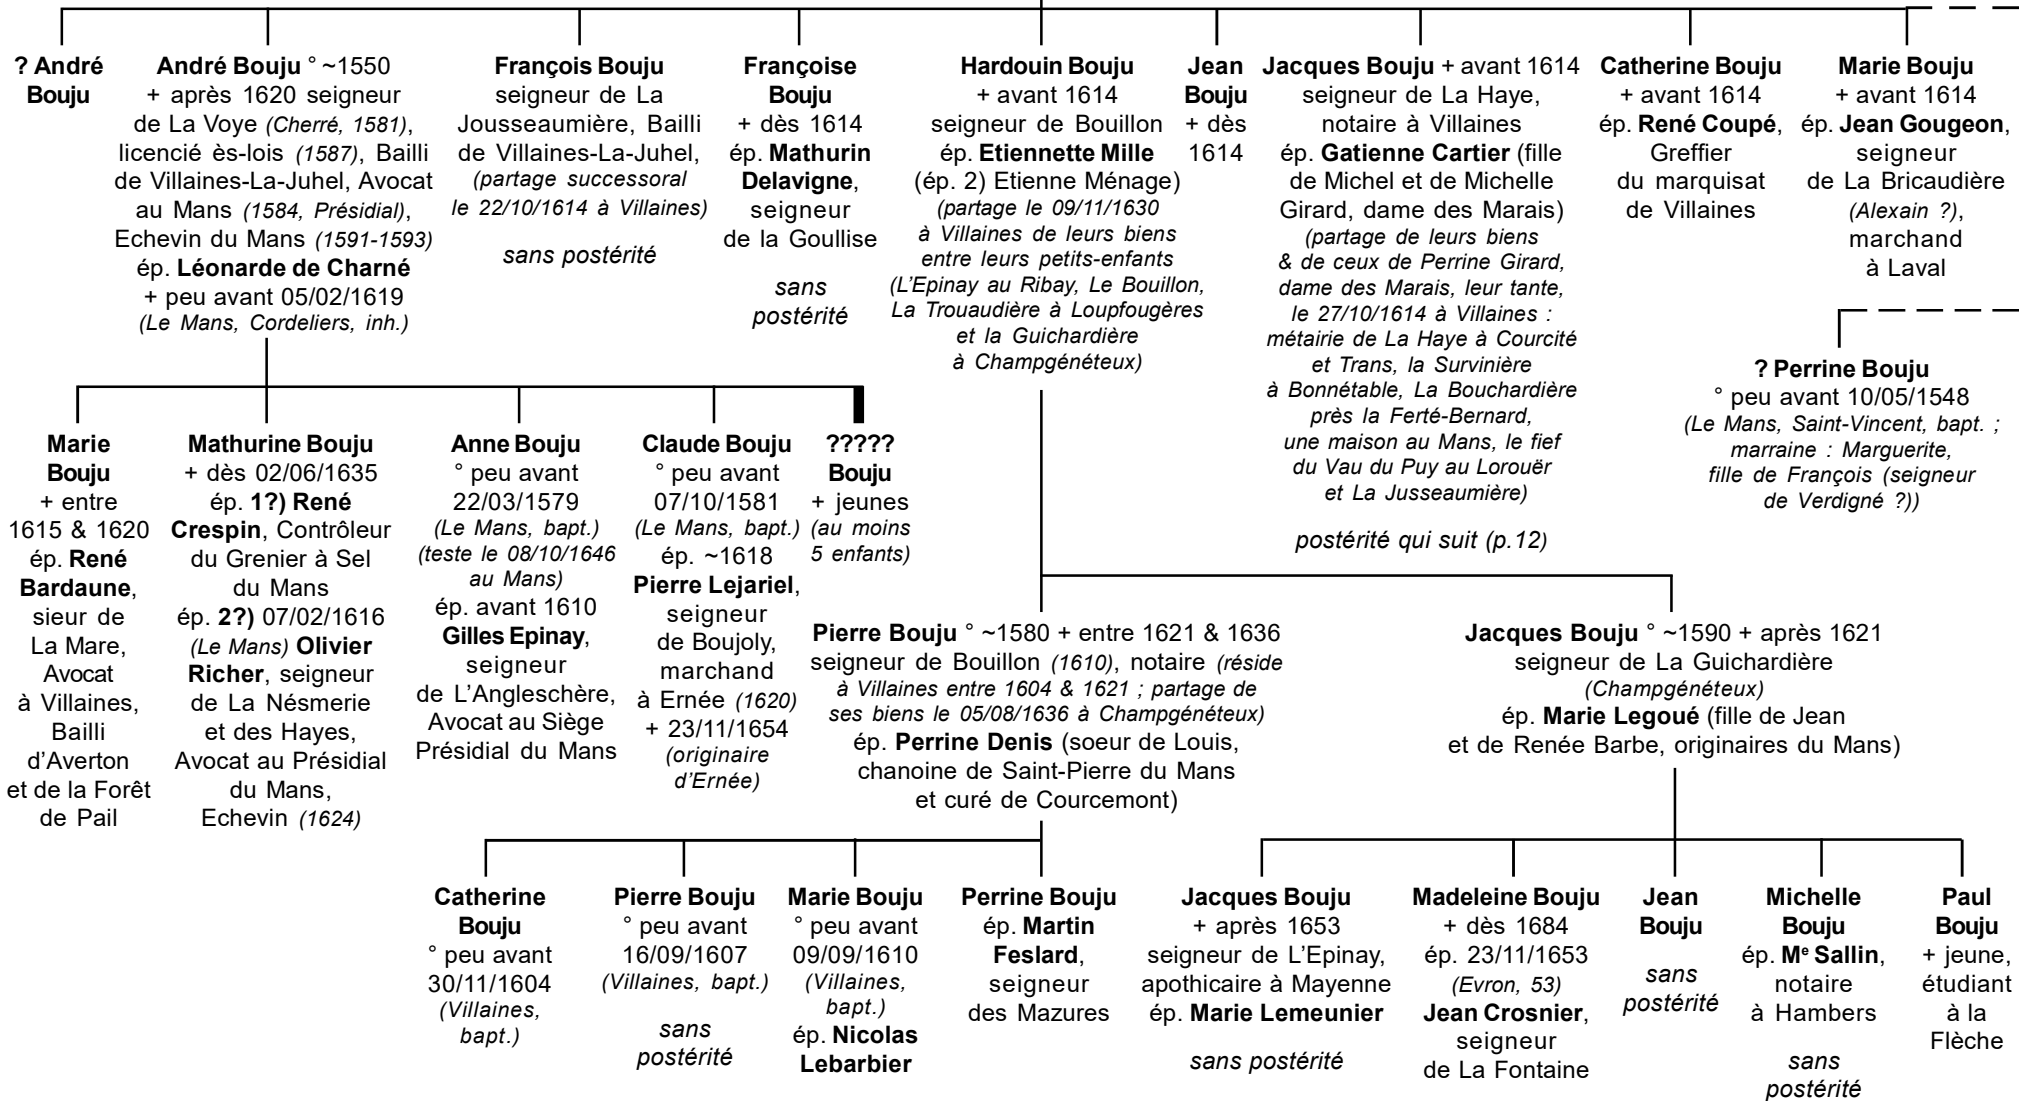 ? André
Bouju
André Bouju ° ~1550
+ après 1620 seigneur
de La Voye (Cherré, 1581),
licencié ès-lois (1587), Bailli
de Villaines-La-Juhel, Avocat
au Mans (1584, Présidial),
Echevin du Mans (1591-1593)
ép. Léonarde de Charné
+ peu avant 05/02/1619
(Le Mans, Cordeliers, inh.)
François Bouju
seigneur de La
Jousseaumière, Bailli
de Villaines-La-Juhel,
(partage successoral
le 22/10/1614 à Villaines)
sans postérité
Françoise
Bouju
+ dès 1614
ép. Mathurin
Delavigne,
seigneur
de la Goullise
sans
postérité
Hardouin Bouju
+ avant 1614
seigneur de Bouillon
ép. Etiennette Mille
(ép. 2) Etienne Ménage)
(partage le 09/11/1630
à Villaines de leurs biens
entre leurs petits-enfants
(L'Epinay au Ribay, Le Bouillon,
La Trouaudière à Loupfougères
et la Guichardière
à Champgénéteux)
Jean
Bouju
+ dès
1614
Jacques Bouju + avant 1614
seigneur de La Haye,
notaire à Villaines
ép. Gatienne Cartier (fille
de Michel et de Michelle
Girard, dame des Marais)
(partage de leurs biens
& de ceux de Perrine Girard,
dame des Marais, leur tante,
le 27/10/1614 à Villaines :
métairie de La Haye à Courcité
et Trans, la Survinière
à Bonnétable, La Bouchardière
près la Ferté-Bernard,
une maison au Mans, le fief
du Vau du Puy au Lorouër
et La Jusseaumière)
postérité qui suit (p.12)
Catherine Bouju
+ avant 1614
ép. René Coupé,
Greffier
du marquisat
de Villaines
Marie Bouju
+ avant 1614
ép. Jean Gougeon,
seigneur
de La Bricaudière
(Alexain ?),
marchand
à Laval
? Perrine Bouju
° peu avant 10/05/1548
(Le Mans, Saint-Vincent, bapt. ;
marraine : Marguerite,
fille de François (seigneur
de Verdigné ?))
Marie
Bouju
+ entre
1615 & 1620
ép. René
Bardaune,
sieur de
La Mare,
Avocat
à Villaines,
Bailli
d'Averton
et de la Forêt
de Pail
Mathurine Bouju
+ dès 02/06/1635
ép. 1?) René
Crespin, Contrôleur
du Grenier à Sel
du Mans
ép. 2?) 07/02/1616
(Le Mans) Olivier
Richer, seigneur
de La Nésmerie
et des Hayes,
Avocat au Présidial
du Mans,
Echevin (1624)
Anne Bouju
° peu avant
22/03/1579
(Le Mans, bapt.)
(teste le 08/10/1646
au Mans)
ép. avant 1610
Gilles Epinay,
seigneur
de L'Angleschère,
Avocat au Siège
Présidial du Mans
Claude Bouju
° peu avant
07/10/1581
(Le Mans, bapt.)
ép. ~1618
Pierre Lejariel,
seigneur
de Boujoly,
marchand
à Ernée (1620)
+ 23/11/1654
(originaire
d'Ernée)
?????
Bouju
+ jeunes
(au moins
5 enfants)
Pierre Bouju ° ~1580 + entre 1621 & 1636
seigneur de Bouillon (1610), notaire (réside
à Villaines entre 1604 & 1621 ; partage de
ses biens le 05/08/1636 à Champgénéteux)
ép. Perrine Denis (soeur de Louis,
chanoine de Saint-Pierre du Mans
et curé de Courcemont)
Jacques Bouju ° ~1590 + après 1621
seigneur de La Guichardière
(Champgénéteux)
ép. Marie Legoué (fille de Jean
et de Renée Barbe, originaires du Mans)
Catherine
Bouju
° peu avant
30/11/1604
(Villaines,
bapt.)
Pierre Bouju
° peu avant
16/09/1607
(Villaines, bapt.)
sans
postérité
Marie Bouju
° peu avant
09/09/1610
(Villaines,
bapt.)
ép. Nicolas
Lebarbier
Perrine Bouju
ép. Martin
Feslard,
seigneur
des Mazures
Jacques Bouju
+ après 1653
seigneur de L'Epinay,
apothicaire à Mayenne
ép. Marie Lemeunier
sans postérité
Madeleine Bouju
+ dès 1684
ép. 23/11/1653
(Evron, 53)
Jean Crosnier,
seigneur
de La Fontaine
Jean
Bouju
sans
postérité
Michelle
Bouju
ép. Me Sallin,
notaire
à Hambers
sans
postérité
Paul
Bouju
+ jeune,
étudiant
à la
Flèche